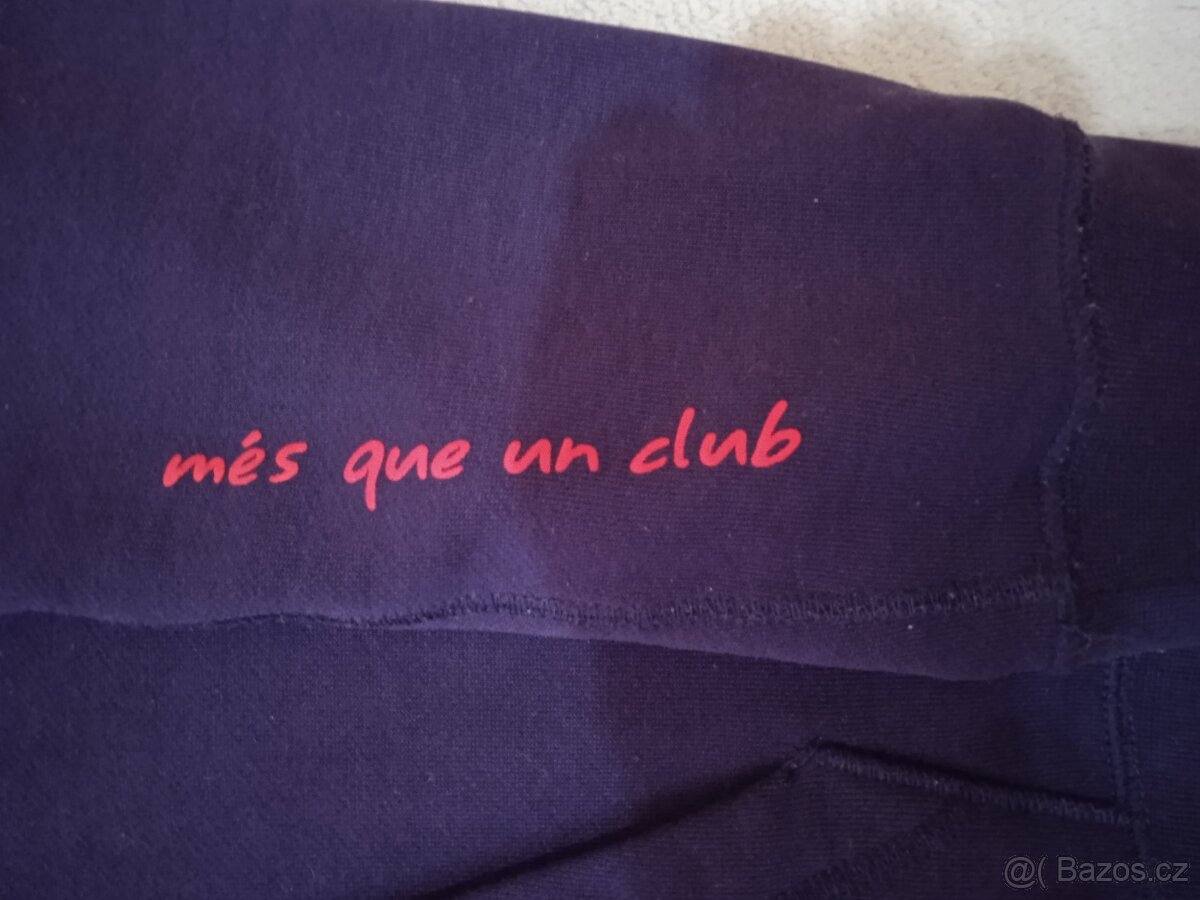 més que un club
@( Bazos.cz